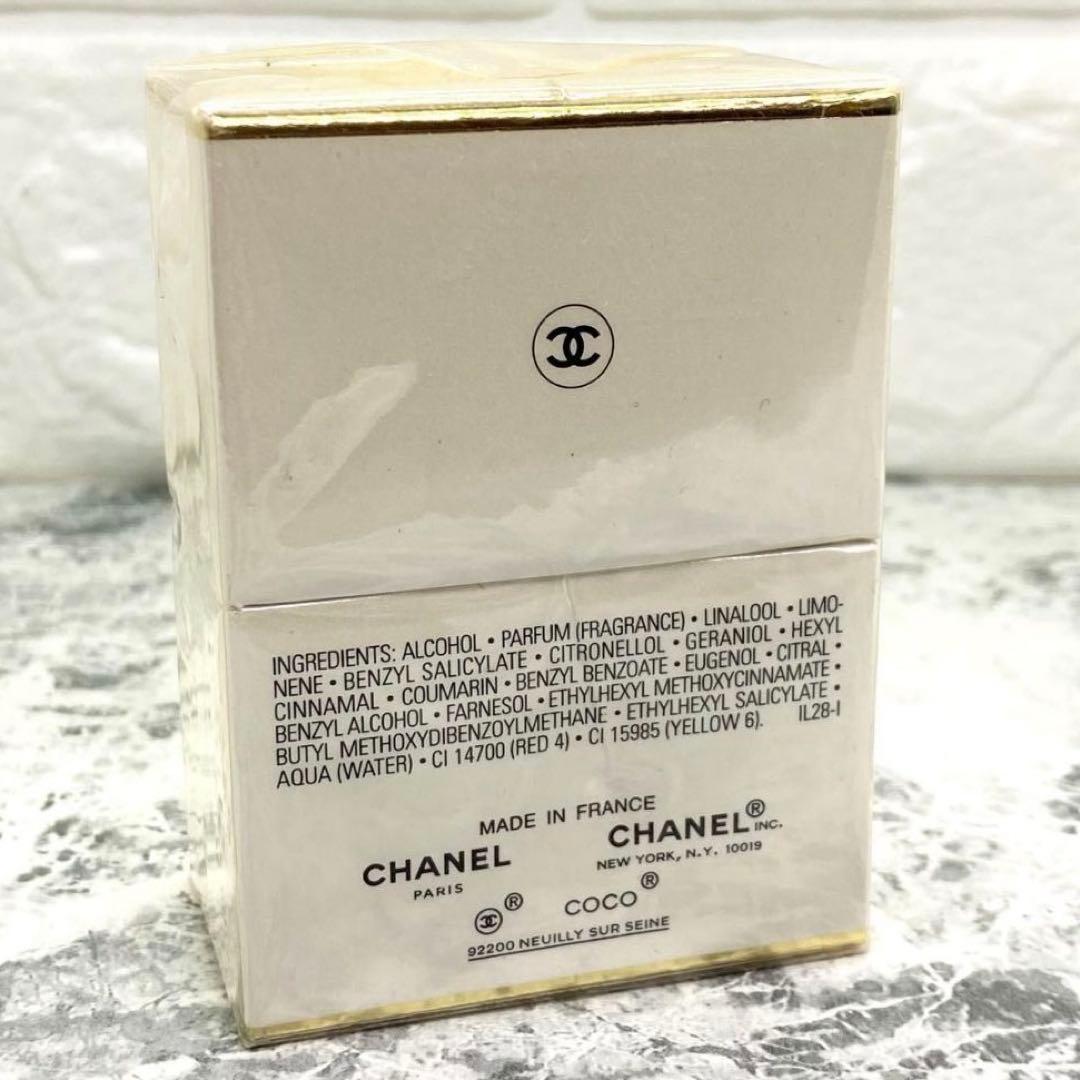 INGREDIENTS: ALCOHOL • PARFUM (FRAGRANCE) • LINALOOL • LIMO-
NENE • BENZYL SALICYLATE • CITRONELLOL • GERANIOL • HEXYL
CINNAMAL • COUMARIN • BENZYL BENZOATE • EUGENOL • CITRAL •
BENZYL ALCOHOL • FARNESOL • ETHYLHEXYL METHOXYCINNAMATE •
BUTYL METHOXYDIBENZOYLMETHANE • ETHYLHEXYL SALICYLATE •
AQUA (WATER) • CI 14700 (RED 4) • CI 15985 (YELLOW 6). IL28-I
MADE IN FRANCE
CHANEL CHANEL® INC.
PARIS NEW YORK, N.Y. 10019
® COCO®
92200 NEUILLY SUR SEINE